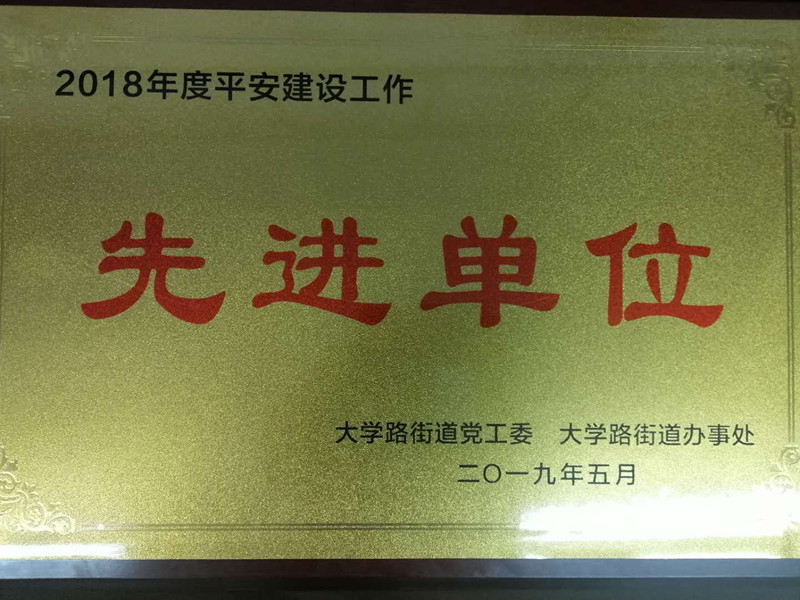 2018年度平安建设工作
先进单位
大学路街道党工委 大学路街道办事处
二〇一九年五月